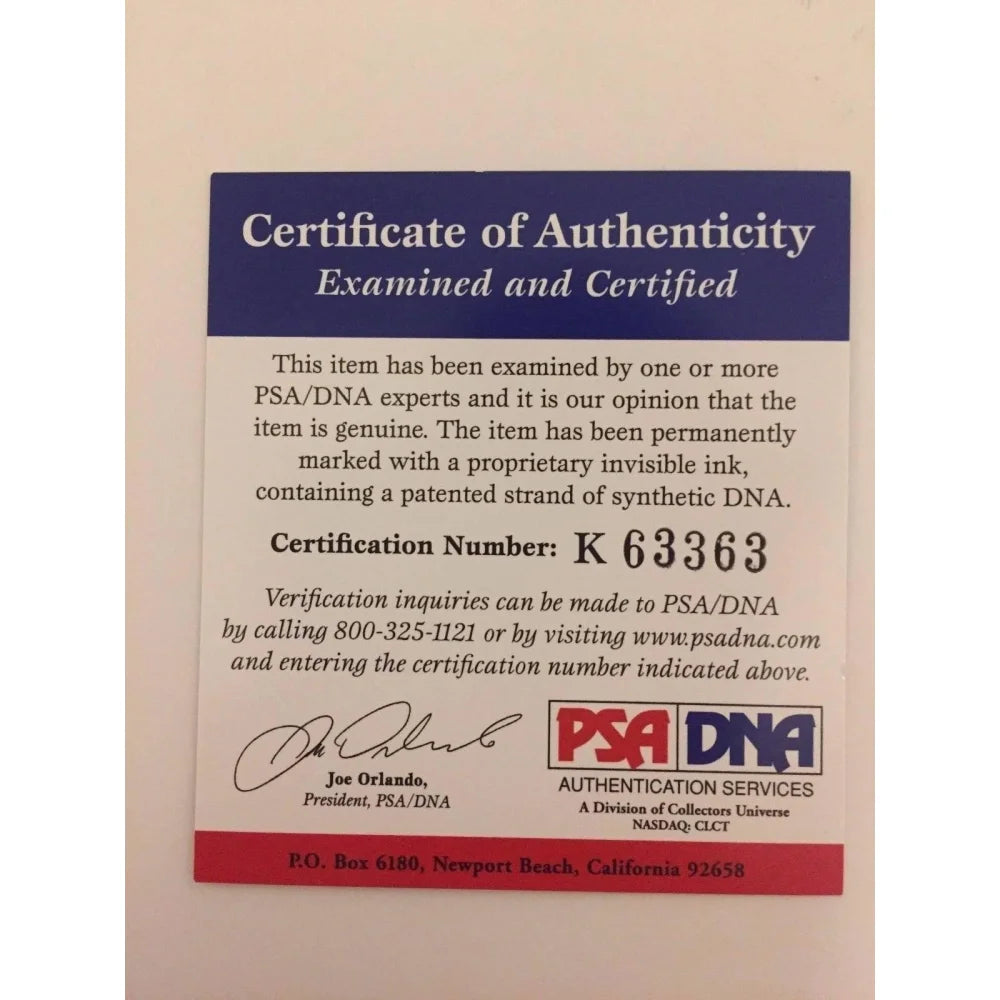 Certificate of Authenticity
Examined and Certified
This item has been examined by one or more
PSA/DNA experts and it is our opinion that the
item is genuine. The item has been permanently
marked with a proprietary invisible ink,
containing a patented strand of synthetic DNA.
Certification Number: K 63363
Verification inquiries can be made to PSA/DNA
by calling 800-325-1121 or by visiting www.psadna.com
and entering the certification number indicated above.
Joe Orlando,
President, PSA/DNA
PSA DNA
AUTHENTICATION SERVICES
A Division of Collectors Universe
NASDAQ: CLCT
P.O. Box 6180, Newport Beach, California 92658